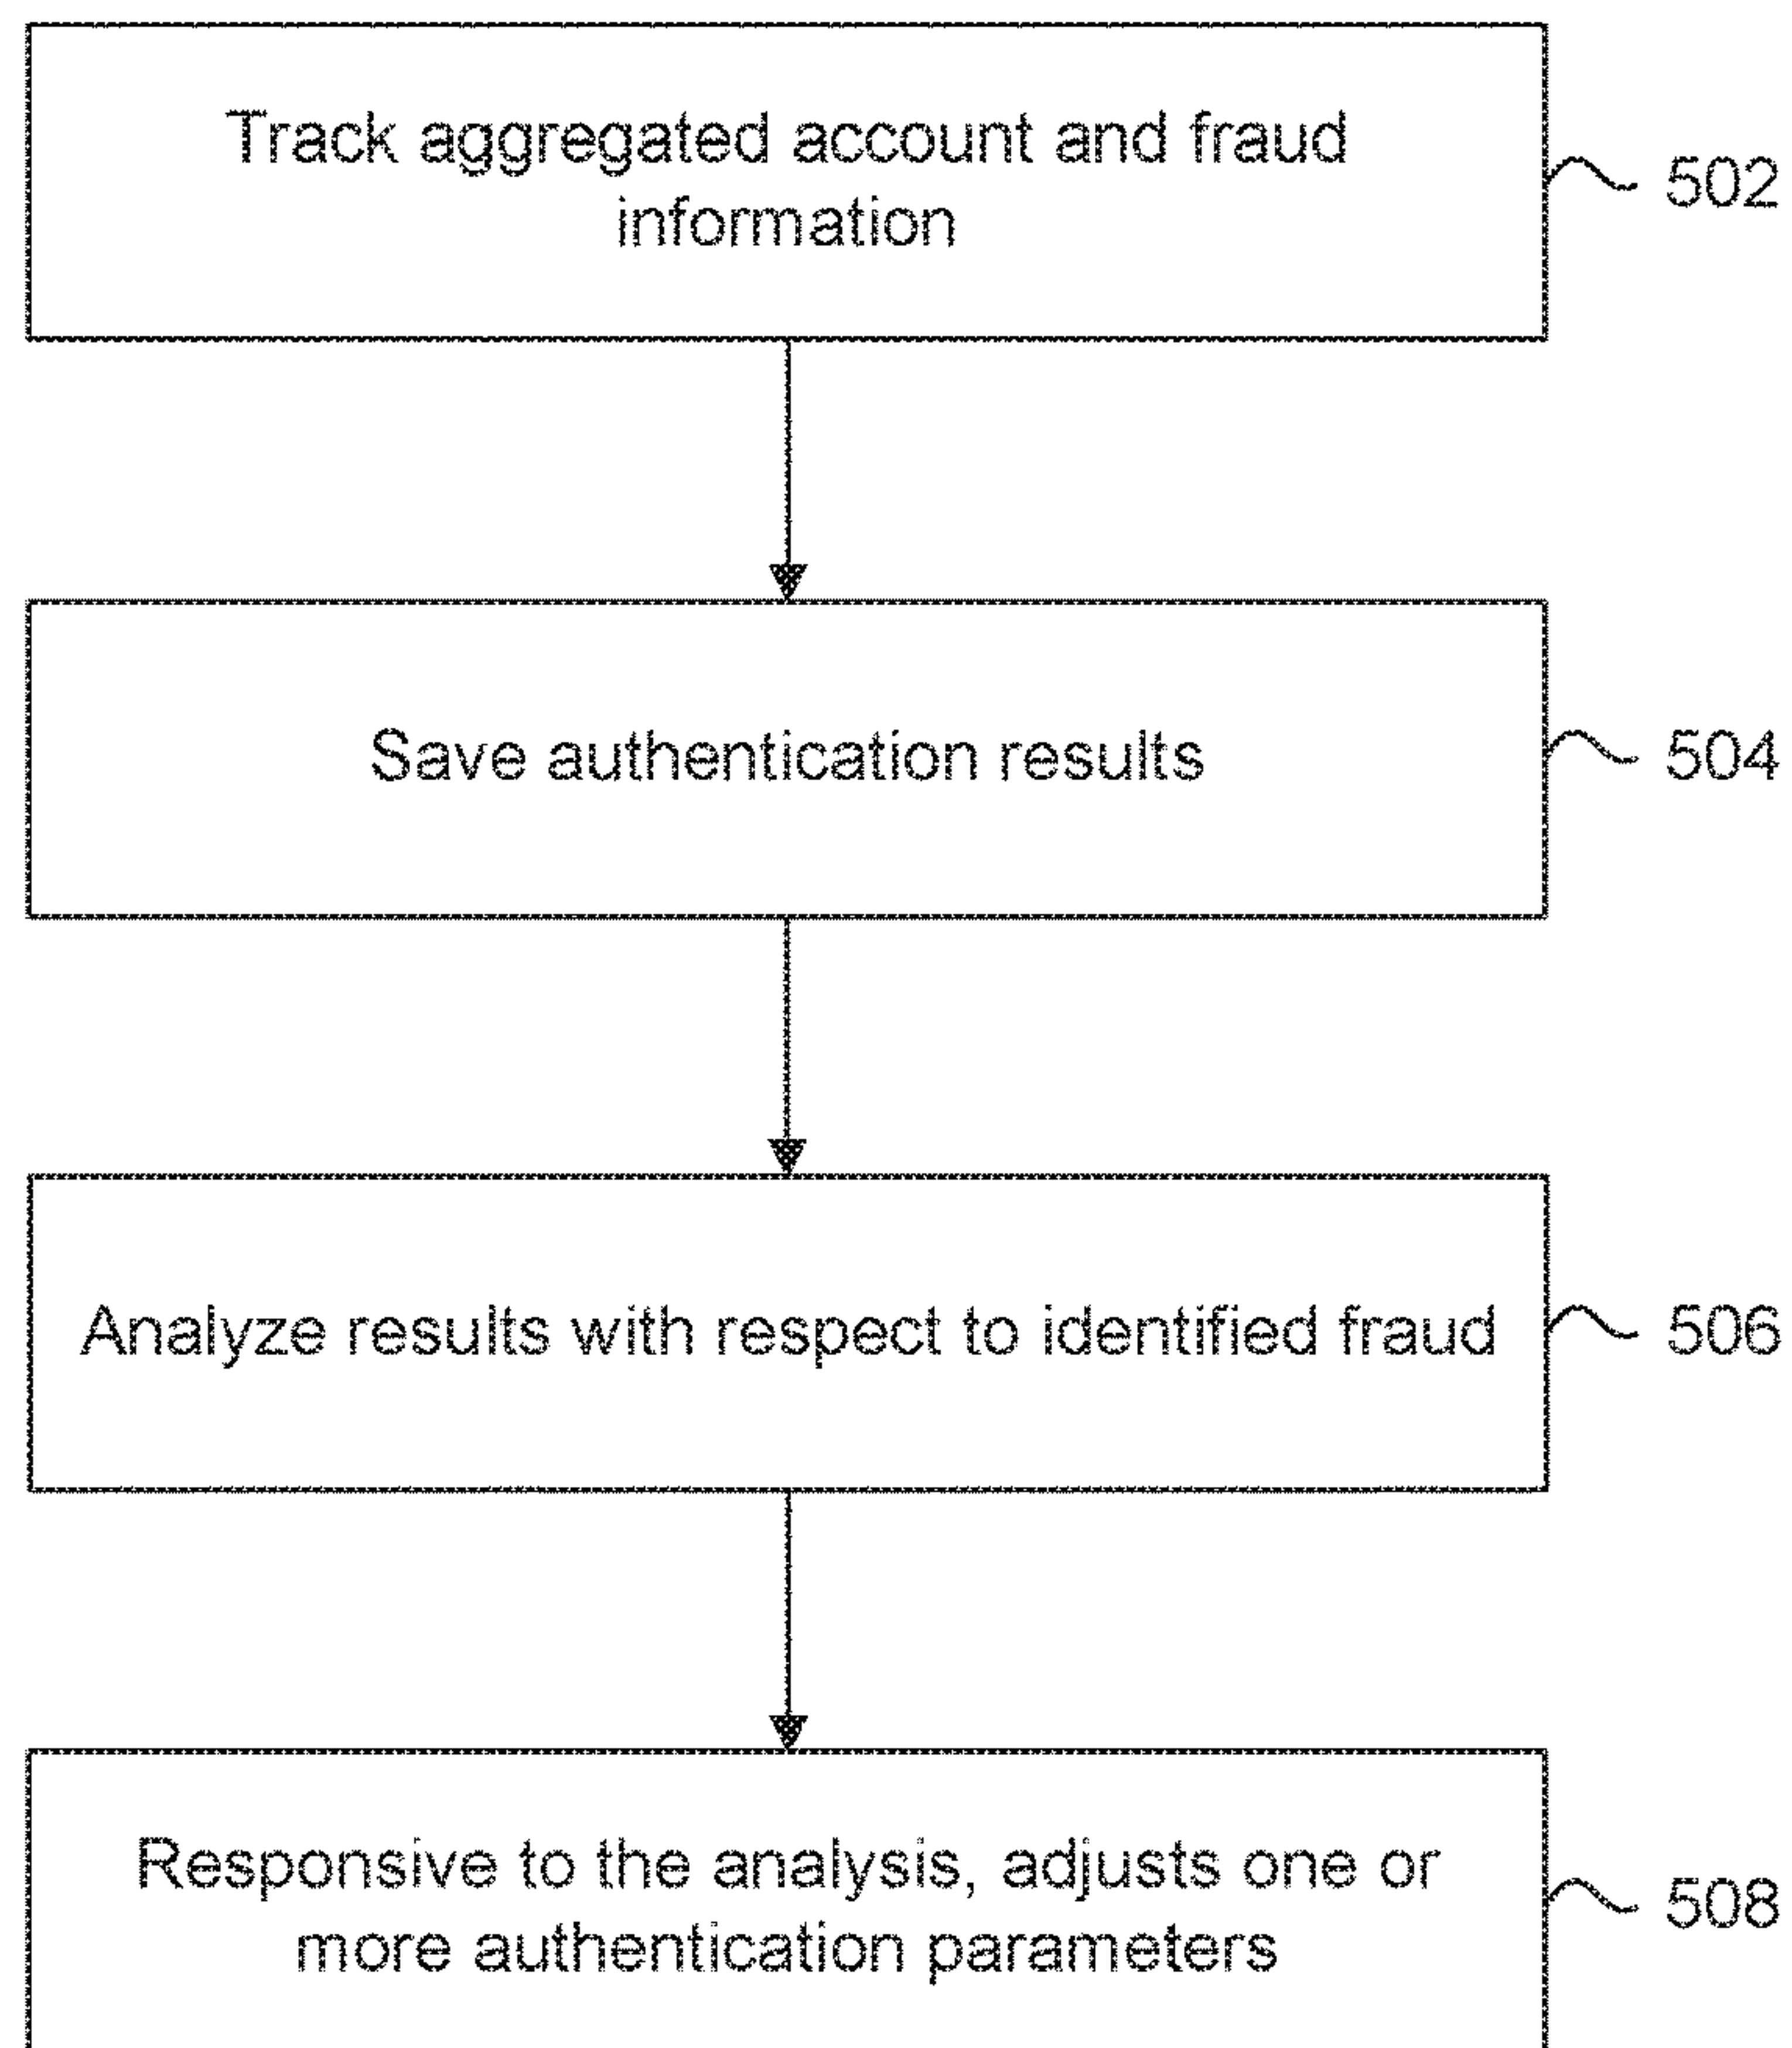 Track aggregated account and fraud
information
502
Save authentication results
504
Analyze results with respect to identified fraud
506
Responsive to the analysis, adjusts one or
more authentication parameters
508